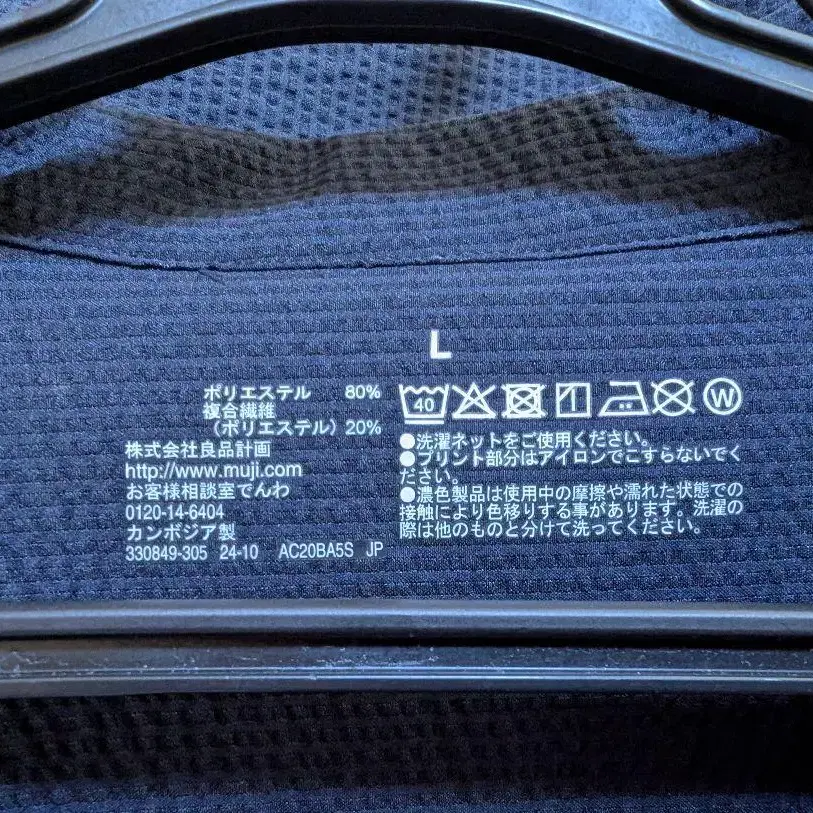 L
ポリエステル 80%
複合繊維
（ポリエステル）20%
株式会社良品計画
http://www.muji.com
お客様相談室でんわ
0120-14-6404
カンボジア製
330849-305 24-10 AC20BA5S JP
40
W
●洗濯ネットをご使用ください。
●プリント部分はアイロンでこすらないでく
ださい。
●濃色製品は使用中の摩擦や濡れた状態での
接触により色移りする事があります。洗濯の
際は他のものと分けて洗ってください。